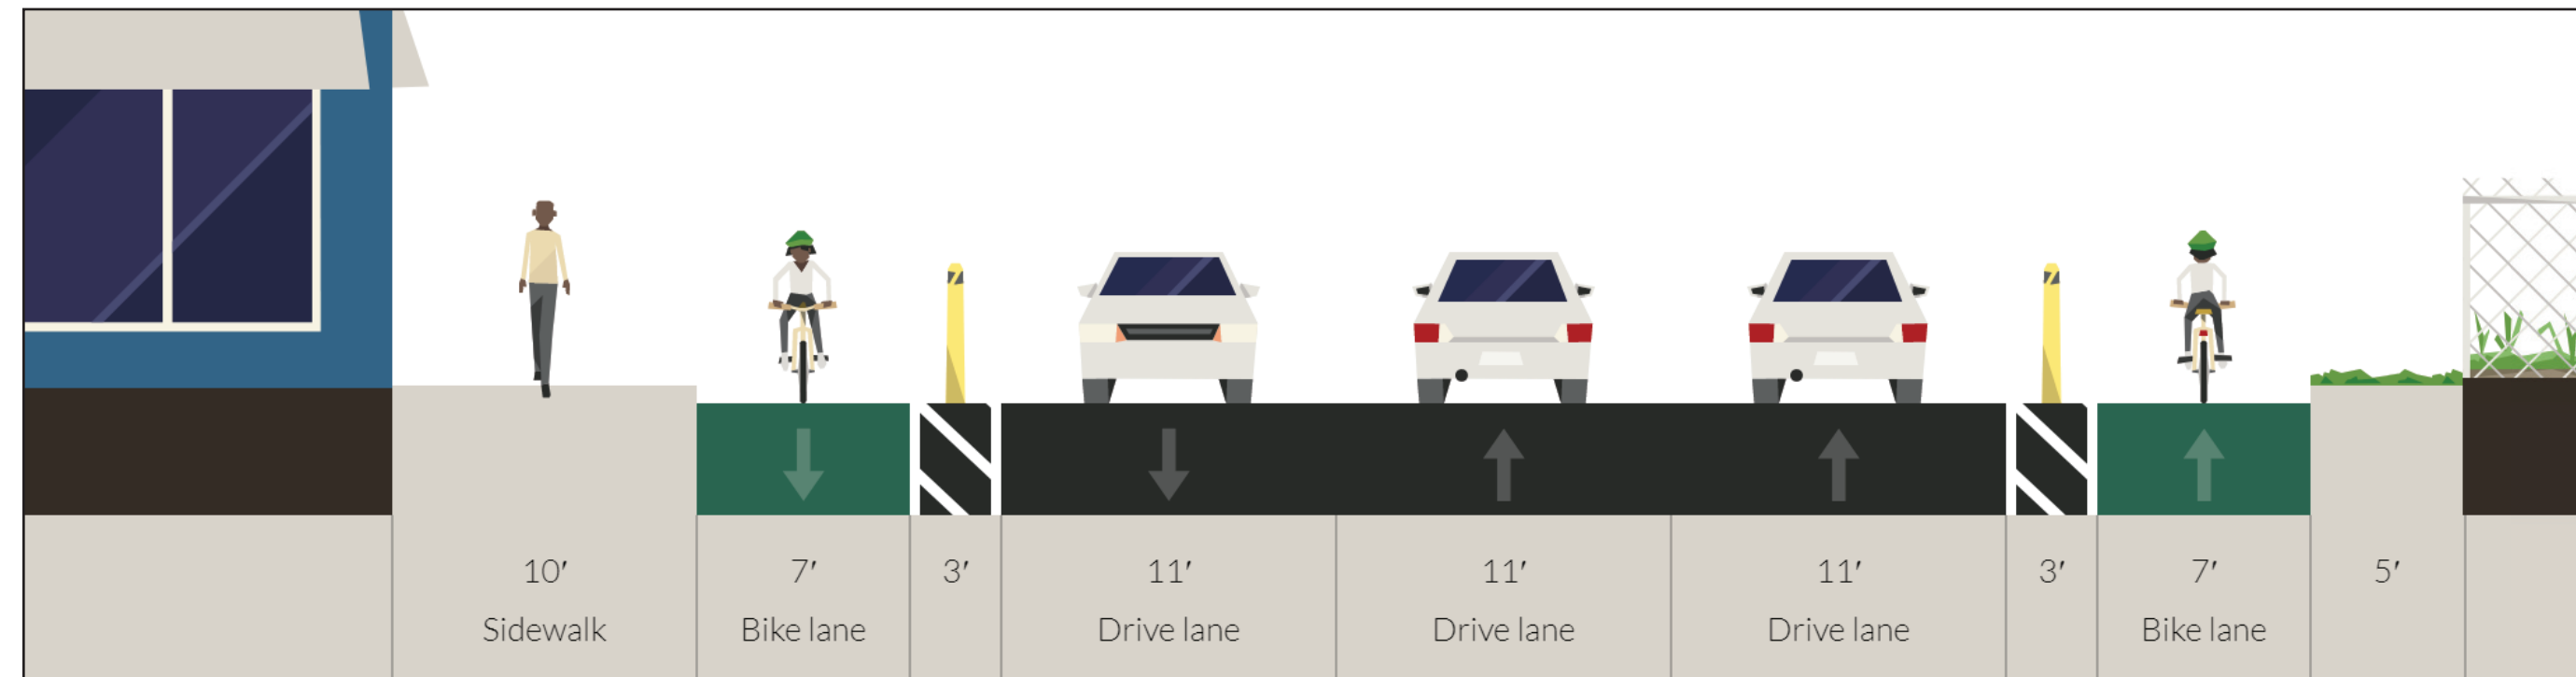 10′
Sidewalk
7′
Bike lane
3′
11′
Drive lane
11′
Drive lane
11′
Drive lane
3′
7′
Bike lane
5′